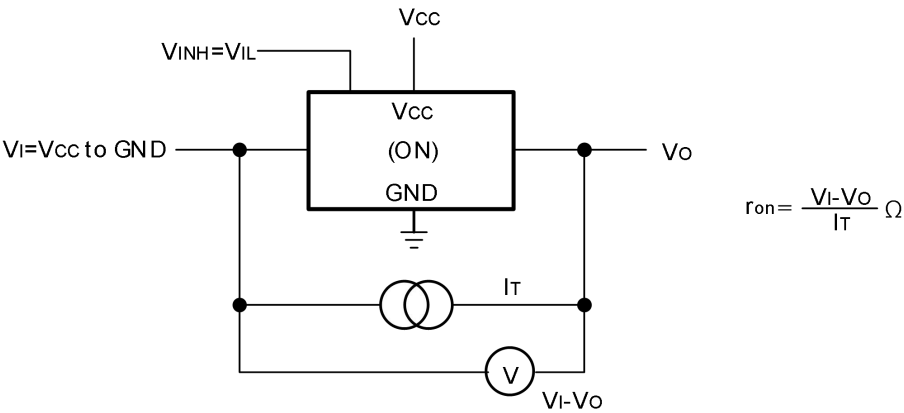 VCC
VINH=VIL
VCC
VI=VCC to GND
(ON)
VO
GND
ron= VI-VO Ω
IT
IT
V
VI-VO